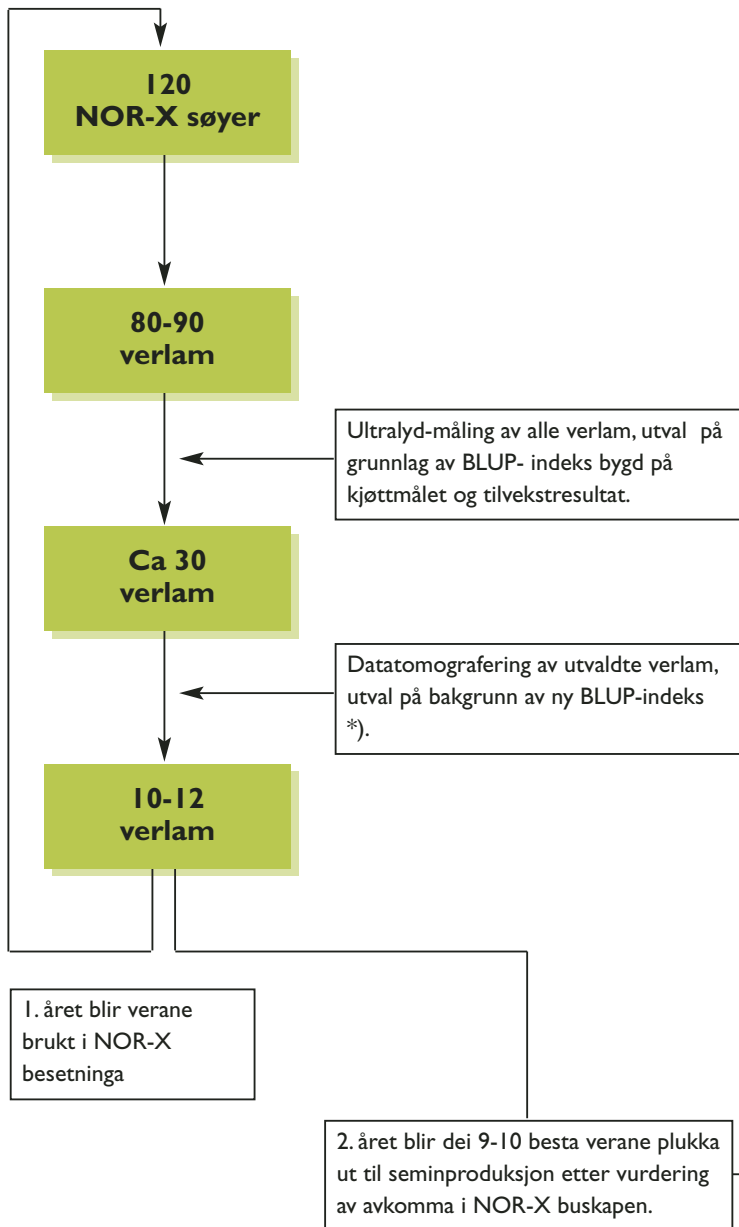 120
NOR-X søyer
80-90
verlam
Ultralyd-måling av alle verlam, utval på
grunnlag av BLUP- indeks bygd på
kjøttmålet og tilvekstresultat.
Ca 30
verlam
Datatomografering av utvaldte verlam,
utval på bakgrunn av ny BLUP-indeks
*).
10-12
verlam
1. året blir verane
brukt i NOR-X
besetninga
2. året blir dei 9-10 besta verane plukka
ut til seminproduksjon etter vurdering
av avkomma i NOR-X buskapen.